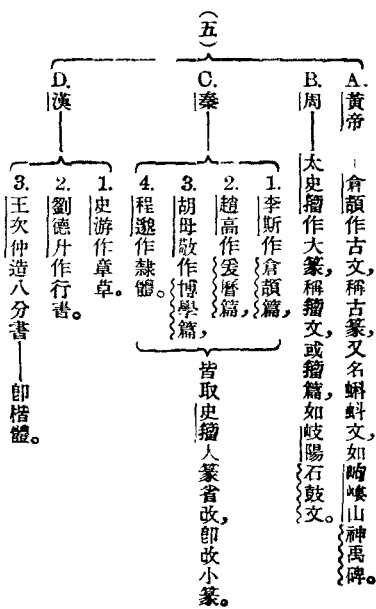 (五)
A. 黃帝——倉頡作古文，稱古篆，又名蝌蚪文，如岣嶁山神禹碑。
B. 周——太史籀作大篆，稱籀文，或籀篇，如岐陽石鼓文。
C. 秦
1. 李斯作倉頡篇，
2. 趙高作爰曆篇，
3. 胡母敬作博學篇，
4. 程邈作隸體。
皆取史籀人篆省改，卽改小篆。
D. 漢
1. 史游作章草。
2. 劉德升作行書。
3. 王次仲造八分書——卽楷體。